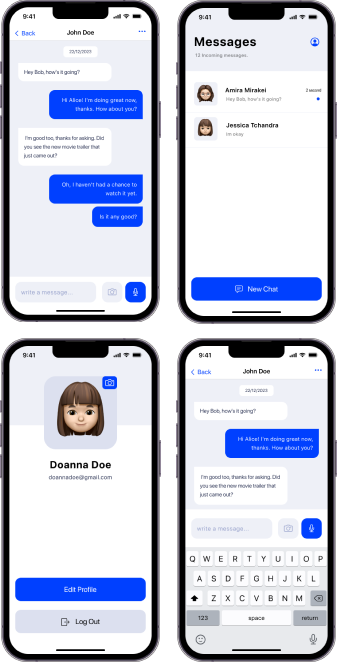 9:41
Back John Doe
22/12/2023
Hey Bob, how's it going?
Hi Alice! I'm doing great now,
thanks. How about you?
I'm good too, thanks for asking. Did
you see the new movie trailer that
just came out?
Oh, I haven't had a chance to
watch it yet.
Is it any good?
write a message...
9:41
Messages
13 Incoming messages.
Amira Mirakei
Hey Bob, how's it going?
Jessica Tchandra
im okay
New Chat
9:41
Doanna Doe
doannadoe@gmail.com
Edit Profile
Log Out
9:41
Back John Doe
22/12/2023
Hey Bob, how's it going?
Hi Alice! I'm doing great now,
thanks. How about you?
I'm good too, thanks for asking. Did
you see the new movie trailer that
just came out?
write a message...
Q W E R T Y U I O P
A S D F G H J K L
Z X C V B N M
123 space return